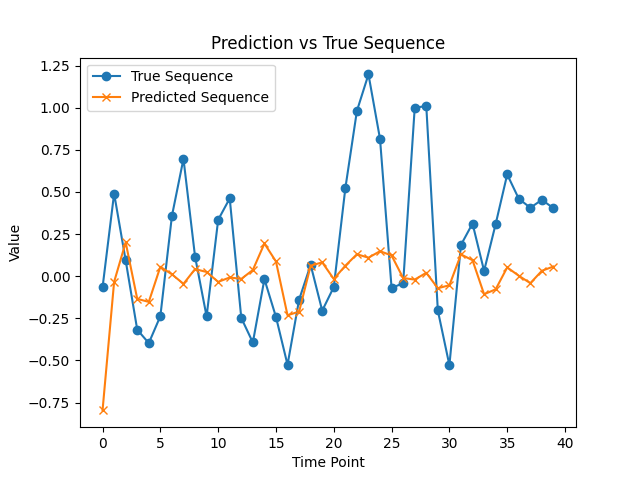 Prediction vs True Sequence
True Sequence
Predicted Sequence
1.25
1.00
0.75
0.50
0.25
0.00
−0.25
−0.50
−0.75
Value
0 5 10 15 20 25 30 35 40
Time Point